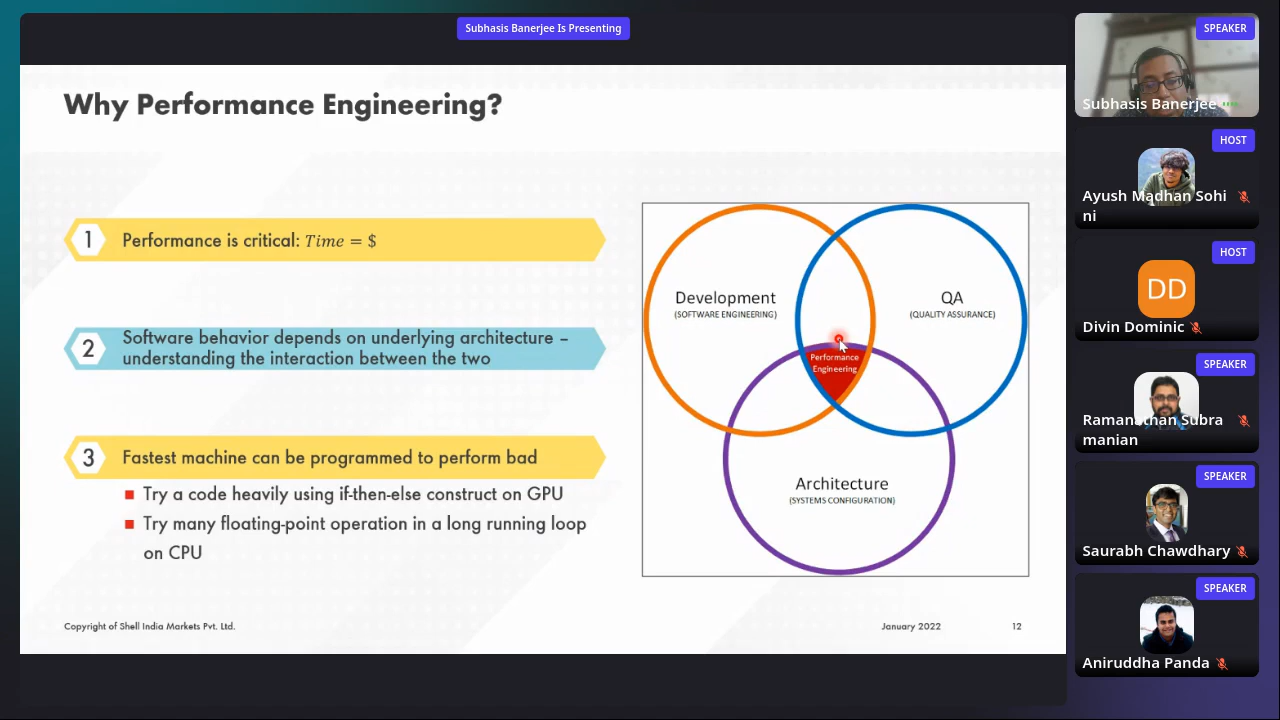 Subhasis Banerjee Is Presenting
Why Performance Engineering?
1
Performance is critical: Time = $
2
Software behavior depends on underlying architecture –
understanding the interaction between the two
3
Fastest machine can be programmed to perform bad
Try a code heavily using if-then-else construct on GPU
Try many floating-point operation in a long running loop
on CPU
Development
(SOFTWARE ENGINEERING)
QA
(QUALITY ASSURANCE)
Performance
Engineering
Architecture
(SYSTEMS CONFIGURATION)
Copyright of Shell India Markets Pvt. Ltd.
January 2022
12
SPEAKER
Subhasis Banerjee
HOST
Ayush Madhan Sohi
ni
HOST
DD
Divin Dominic
SPEAKER
Ramanathan Subra
manian
SPEAKER
Saurabh Chawdhary
SPEAKER
Aniruddha Panda